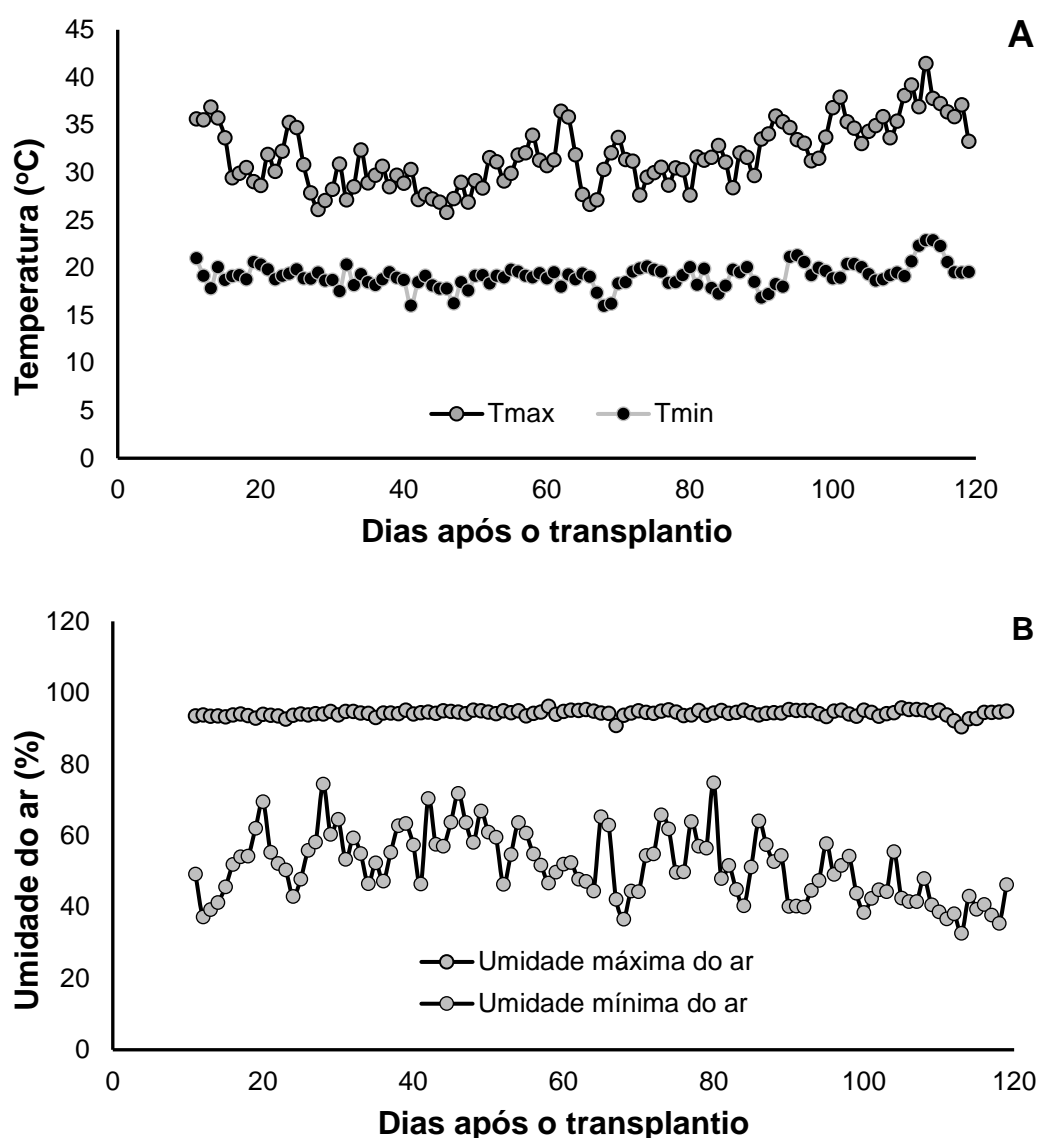 A
45
40
35
30
25
20
15
10
5
0
Temperatura (ºC)
Tmax Tmin
0 20 40 60 80 100 120
Dias após o transplantio
B
120
100
80
60
40
20
0
Umidade do ar (%)
Umidade máxima do ar
Umidade mínima do ar
0 20 40 60 80 100 120
Dias após o transplantio